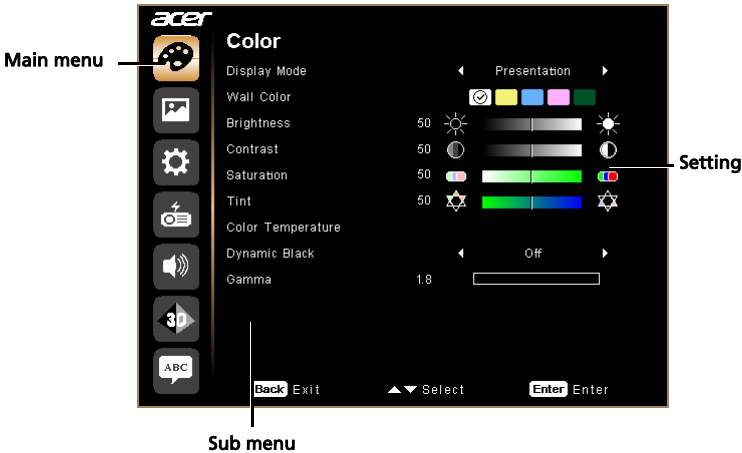 acer
Color
Main menu
Display Mode Presentation
Wall Color
Brightness 50
Contrast 50
Setting
Saturation 50
Tint 50
Color Temperature
Dynamic Black Off
Gamma 1.8
3D
ABC
Back Exit Select Enter Enter
Sub menu